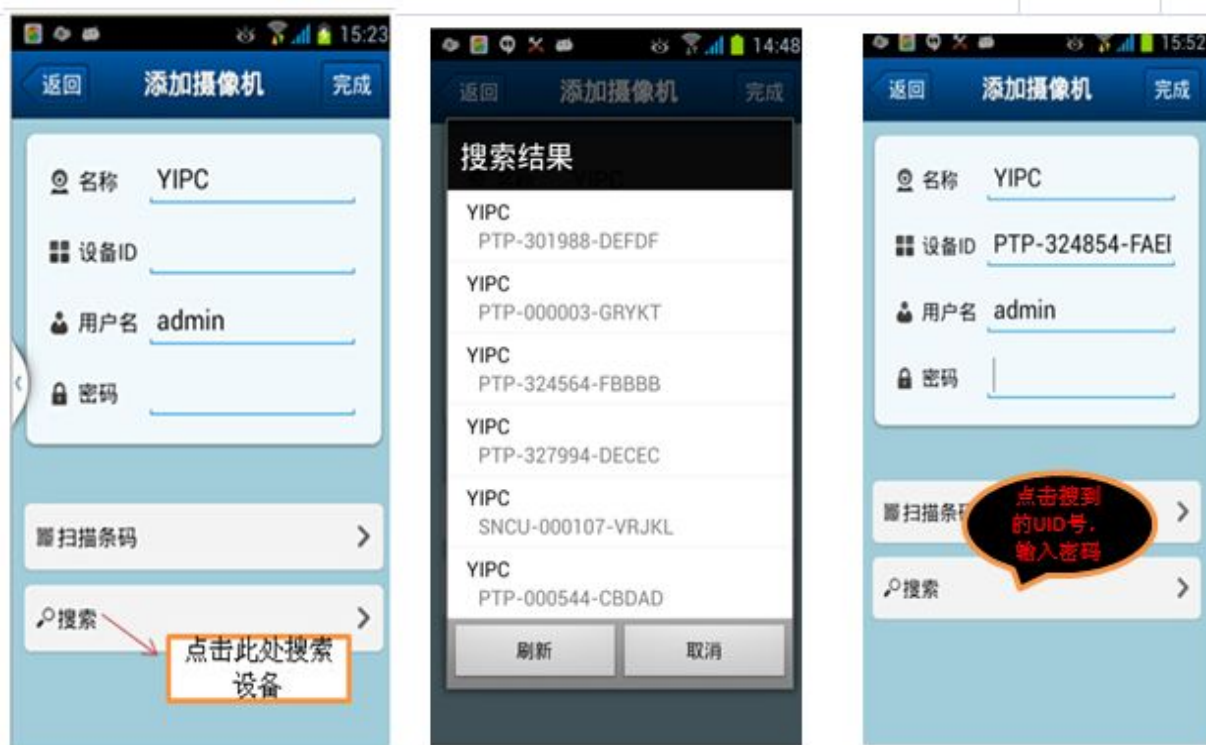 15:23
返回 添加摄像机 完成
名称 YIPC
设备ID
用户名 admin
密码
扫描条码
搜索
点击此处搜索
设备
14:48
返回 添加摄像机 完成
搜索结果
YIPC
PTP-301988-DEFDF
YIPC
PTP-000003-GRYKT
YIPC
PTP-324564-FBBBB
YIPC
PTP-327994-DECEC
YIPC
SNCU-000107-VRJKL
YIPC
PTP-000544-CBDAD
刷新 取消
15:52
返回 添加摄像机 完成
名称 YIPC
设备ID PTP-324854-FAEI
用户名 admin
密码
扫描条码
点击搜到
的UID号.
输入密码
搜索